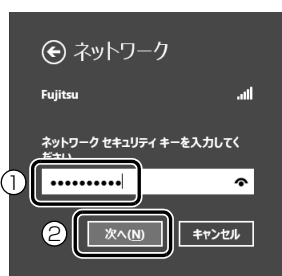 ネットワーク
Fujitsu
ネットワーク セキュリティ キーを入力してく
ださい
①
••••••••••
②
次へ(N)
キャンセル